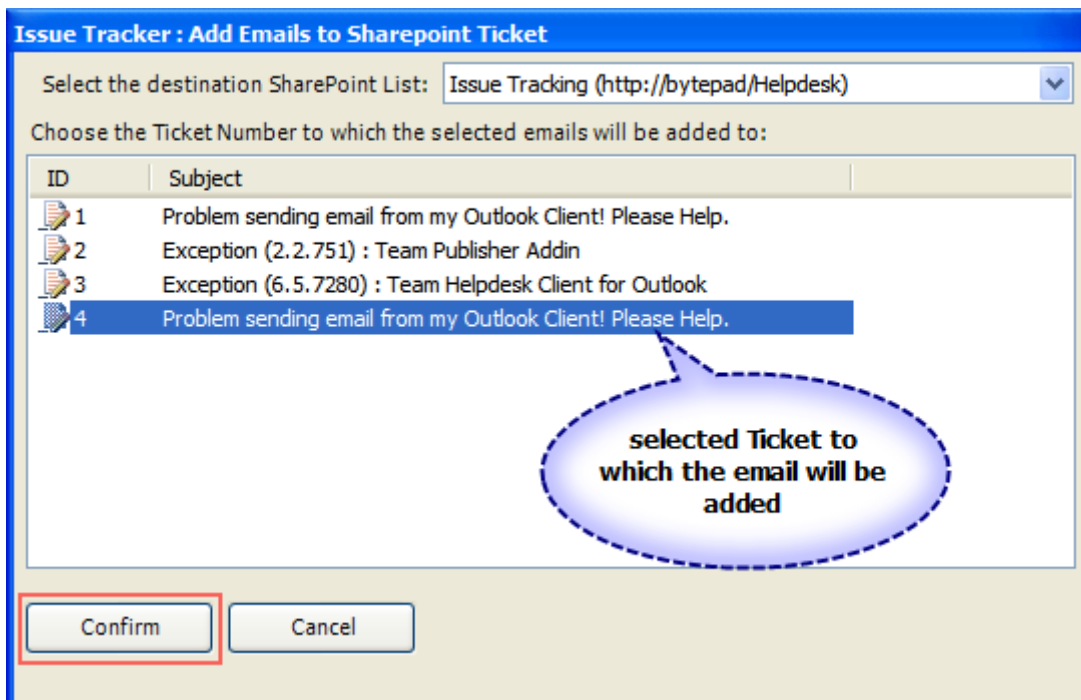 Issue Tracker : Add Emails to Sharepoint Ticket
Select the destination SharePoint List: Issue Tracking (http://bytepad/Helpdesk)
Choose the Ticket Number to which the selected emails will be added to:
ID Subject
1 Problem sending email from my Outlook Client! Please Help.
2 Exception (2.2.751) : Team Publisher Addin
3 Exception (6.5.7280) : Team Helpdesk Client for Outlook
4 Problem sending email from my Outlook Client! Please Help.
selected Ticket to
which the email will be
added
Confirm Cancel